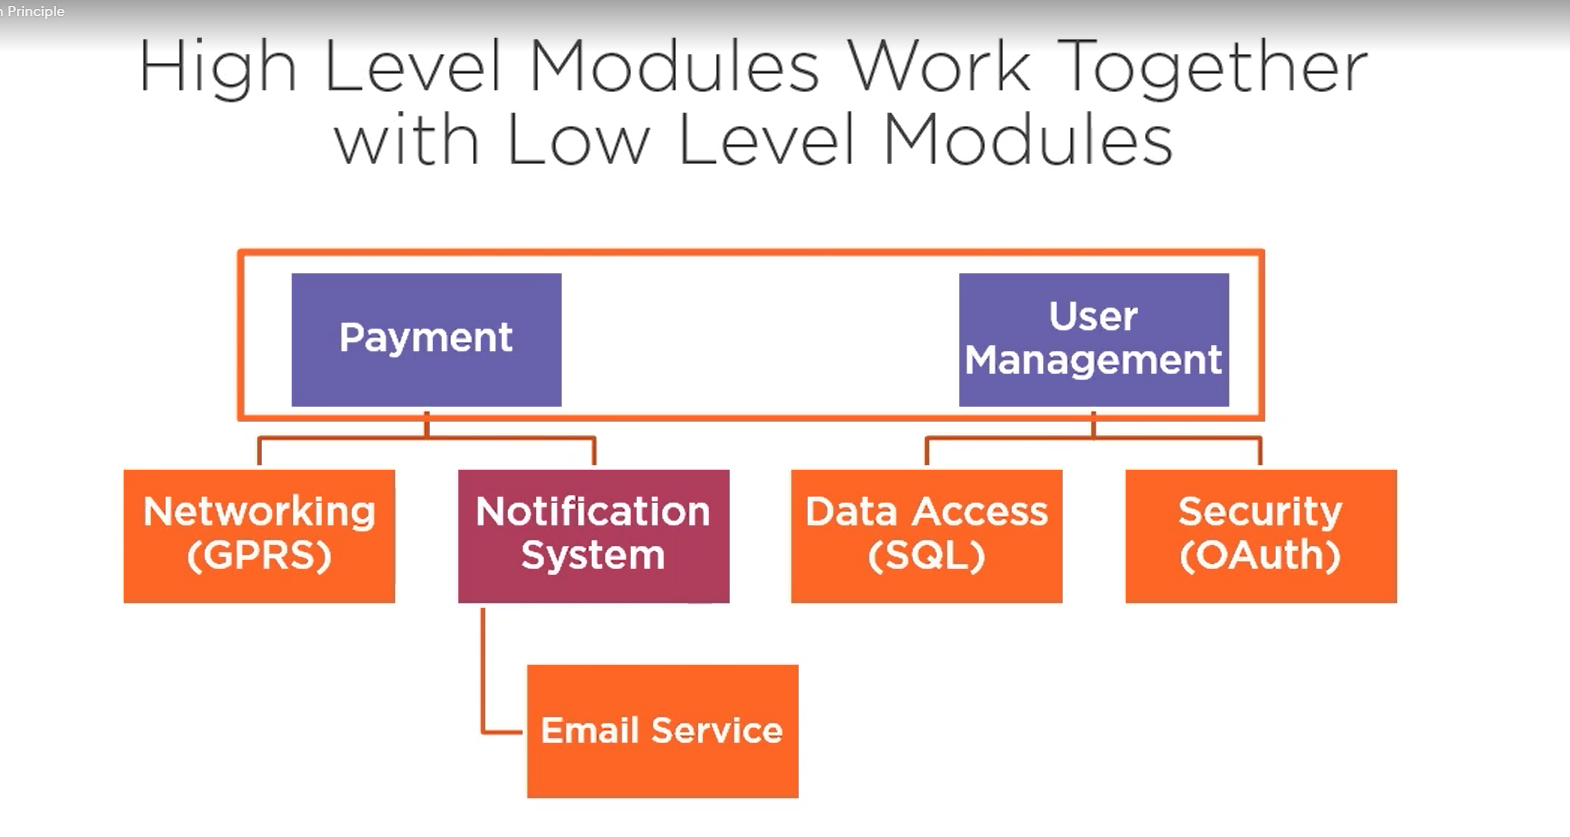 Principle
High Level Modules Work Together
with Low Level Modules
Payment
User
Management
Networking
(GPRS)
Notification
System
Data Access
(SQL)
Security
(OAuth)
Email Service